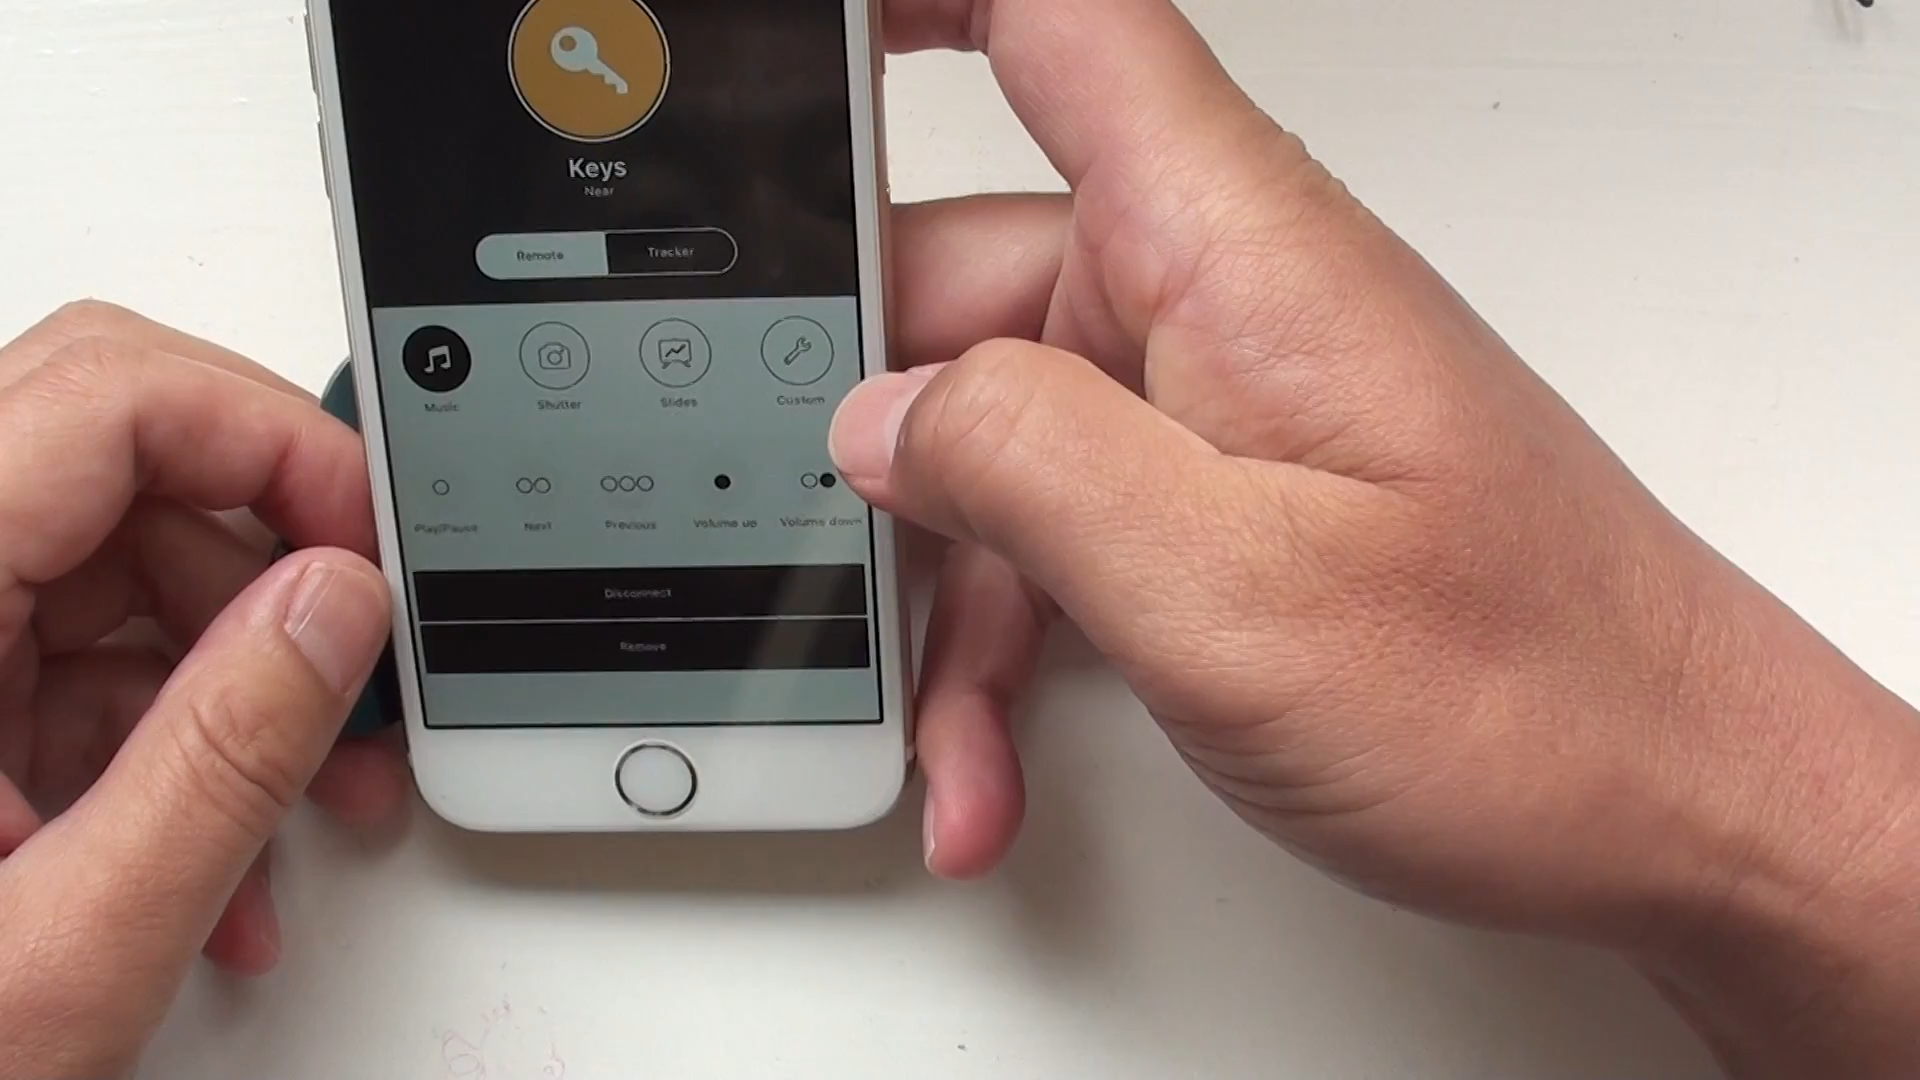 Keys
Near
Remote Tracker
Music Shutter Slides Custom
Play/Pause Next Previous Volume up Volume down
Disconnect
Remove